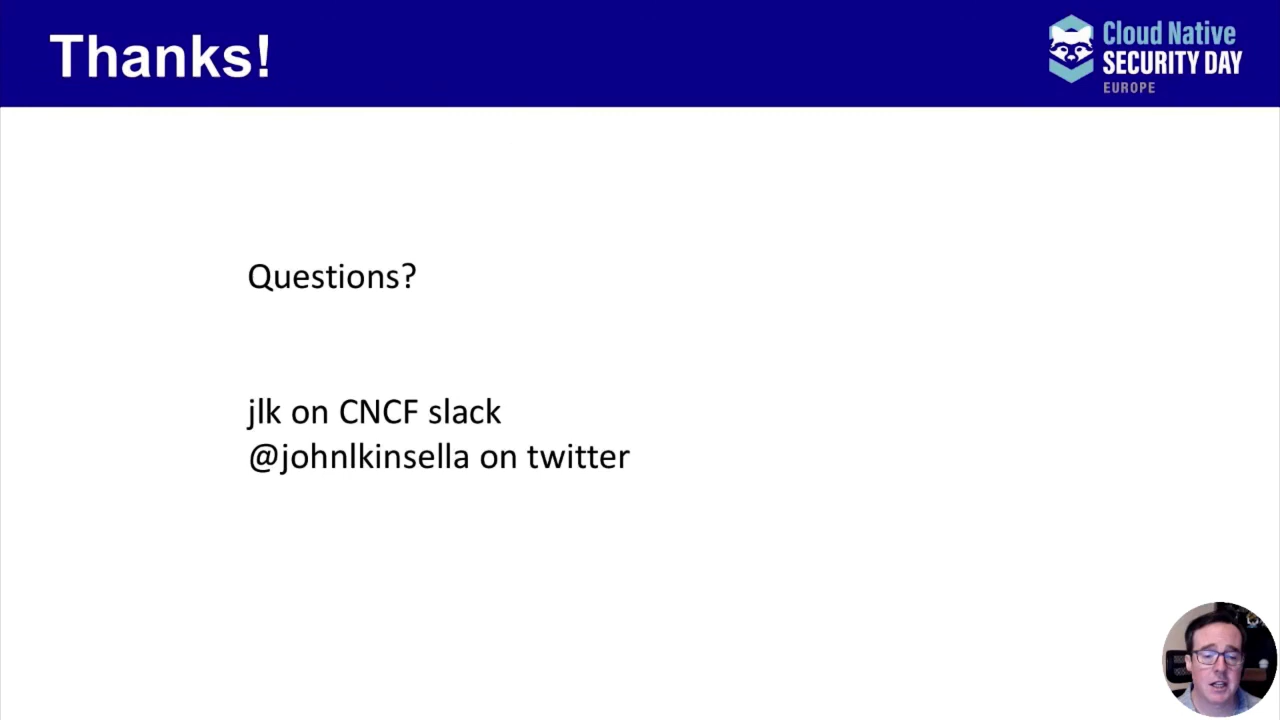 Thanks!
Cloud Native
SECURITY DAY
EUROPE
Questions?
jlk on CNCF slack
@johnlkinsella on twitter